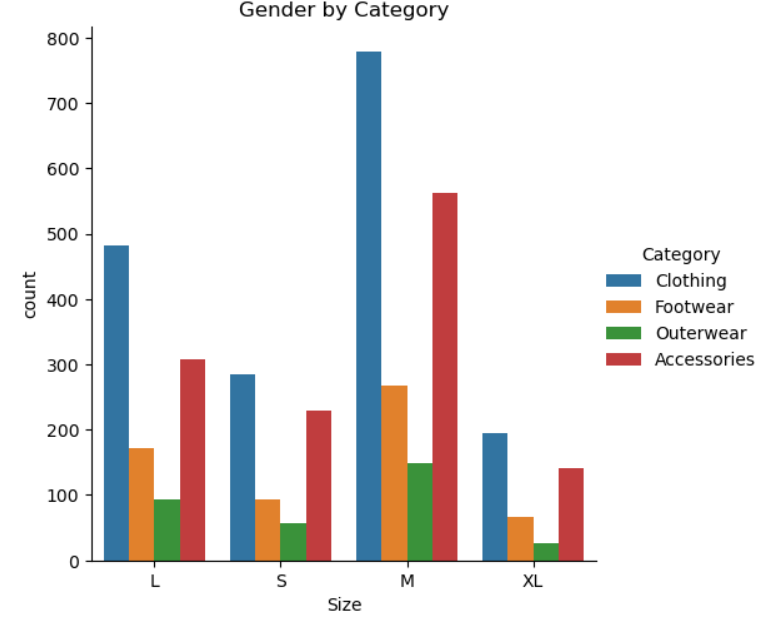 Gender by Category
800
700
600
500
400
300
200
100
0
count
L S M XL
Size
Category
Clothing
Footwear
Outerwear
Accessories